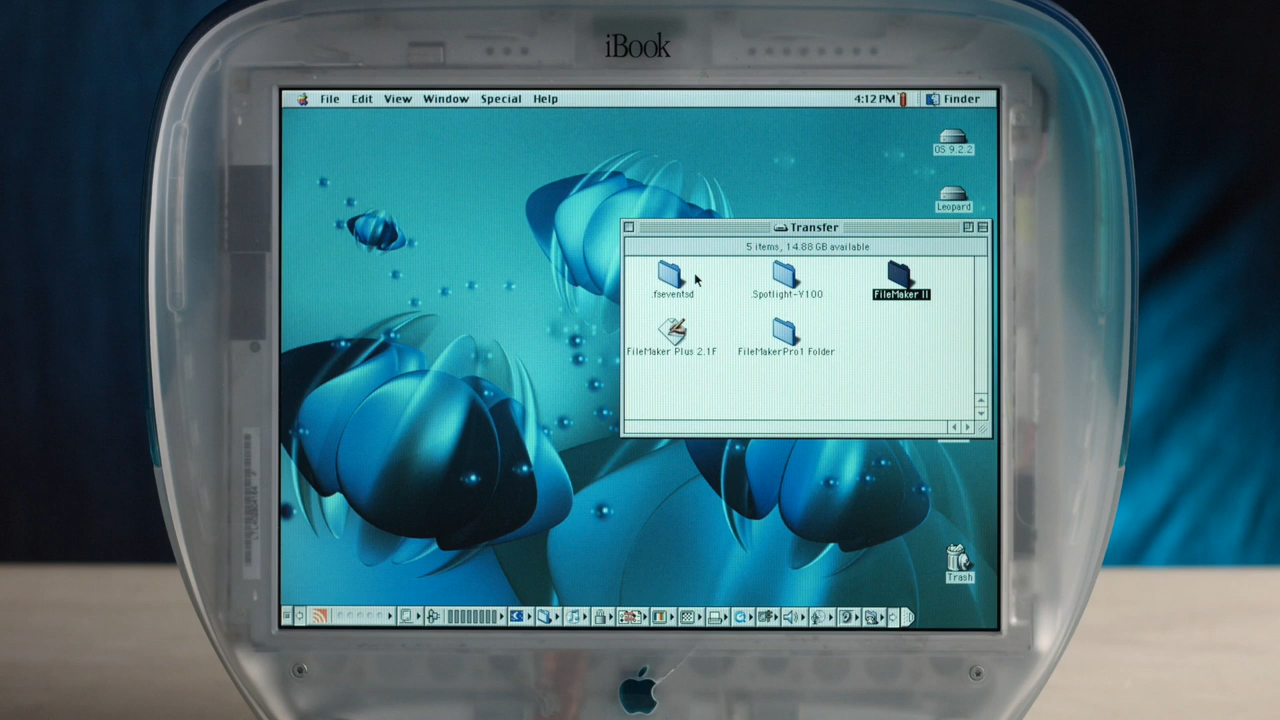 iBook
File Edit View Window Special Help 4:12 PM Finder
OS 9.2.2
Leopard
Transfer
5 items, 14.88 GB available
.fseventsd .Spotlight-V100 FileMaker II
FileMaker Plus 2.1F FileMakerPro1 Folder
Trash